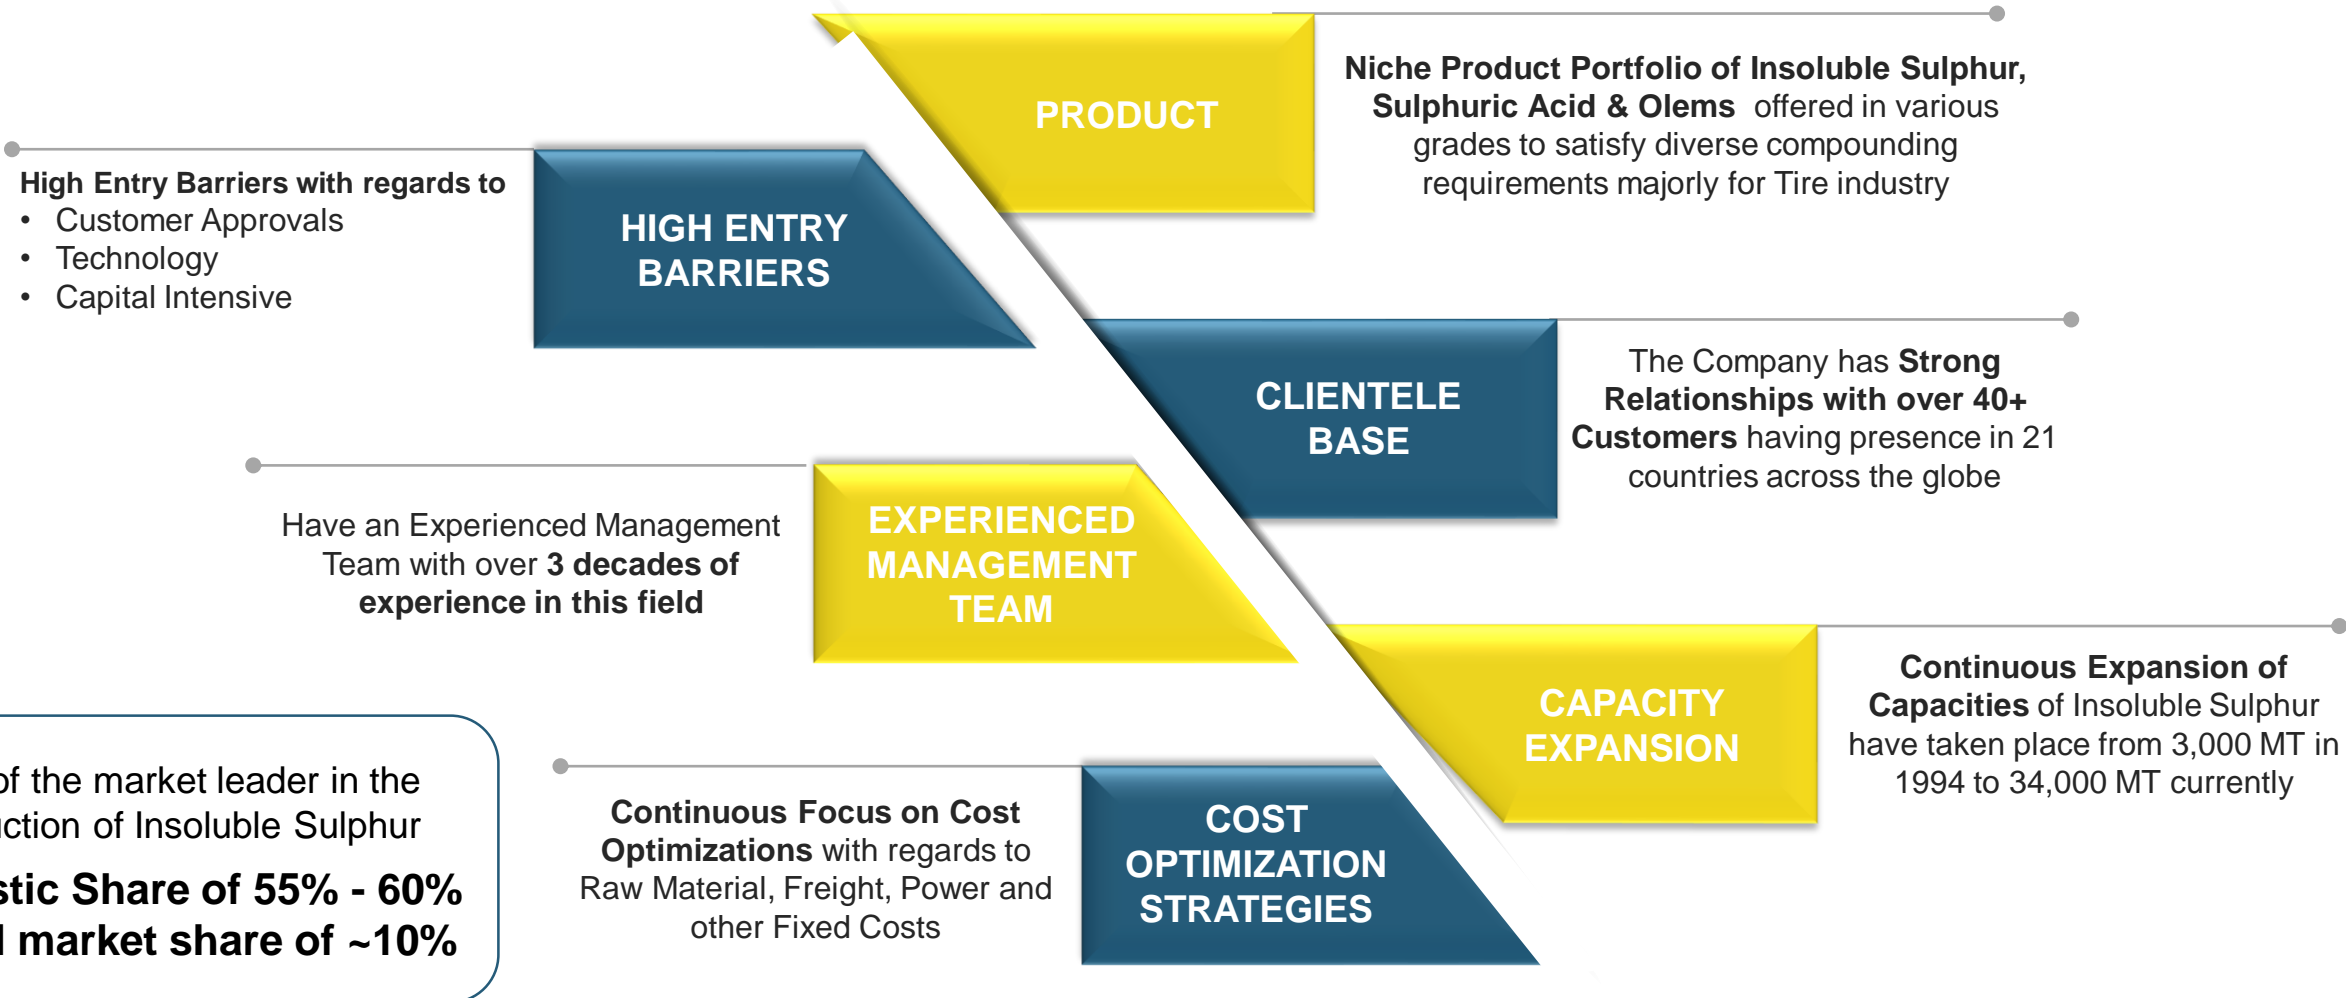 PRODUCT
Niche Product Portfolio of Insoluble Sulphur,
Sulphuric Acid & Olems offered in various
grades to satisfy diverse compounding
requirements majorly for Tire industry
High Entry Barriers with regards to
• Customer Approvals
• Technology
• Capital Intensive
HIGH ENTRY
BARRIERS
CLIENTELE
BASE
The Company has Strong
Relationships with over 40+
Customers having presence in 21
countries across the globe
Have an Experienced Management
Team with over 3 decades of
experience in this field
EXPERIENCED
MANAGEMENT
TEAM
CAPACITY
EXPANSION
Continuous Expansion of
Capacities of Insoluble Sulphur
have taken place from 3,000 MT in
1994 to 34,000 MT currently
of the market leader in the
of Insoluble Sulphur
Share of 55% - 60%
market share of ~10%
Continuous Focus on Cost
Optimizations with regards to
Raw Material, Freight, Power and
other Fixed Costs
COST
OPTIMIZATION
STRATEGIES